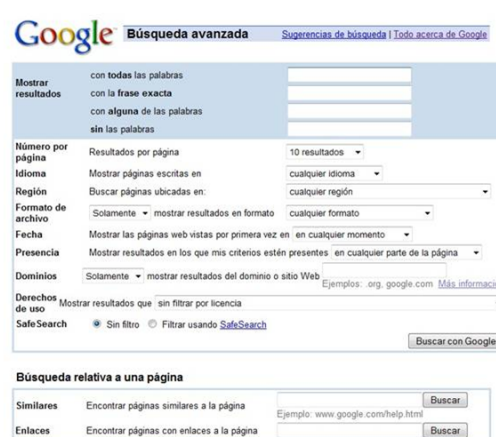 Google™ Búsqueda avanzada Sugerencias de búsqueda | Todo acerca de Google
Mostrar resultados con todas las palabras
con la frase exacta
con alguna de las palabras
sin las palabras
Número por página Resultados por página 10 resultados
Idioma Mostrar páginas escritas en cualquier idioma
Región Buscar páginas ubicadas en: cualquier región
Formato de archivo Solamente mostrar resultados en formato cualquier formato
Fecha Mostrar las páginas web vistas por primera vez en en cualquier momento
Presencia Mostrar resultados en los que mis criterios estén presentes en cualquier parte de la página
Dominios Solamente mostrar resultados del dominio o sitio Web
Ejemplos: .org, google.com Más informaci
Derechos de uso Mostrar resultados que sin filtrar por licencia
SafeSearch Sin filtro Filtrar usando SafeSearch
Buscar con Google
Búsqueda relativa a una página
Similares Encontrar páginas similares a la página Buscar
Ejemplo: www.google.com/help.html
Enlaces Encontrar páginas con enlaces a la página Buscar